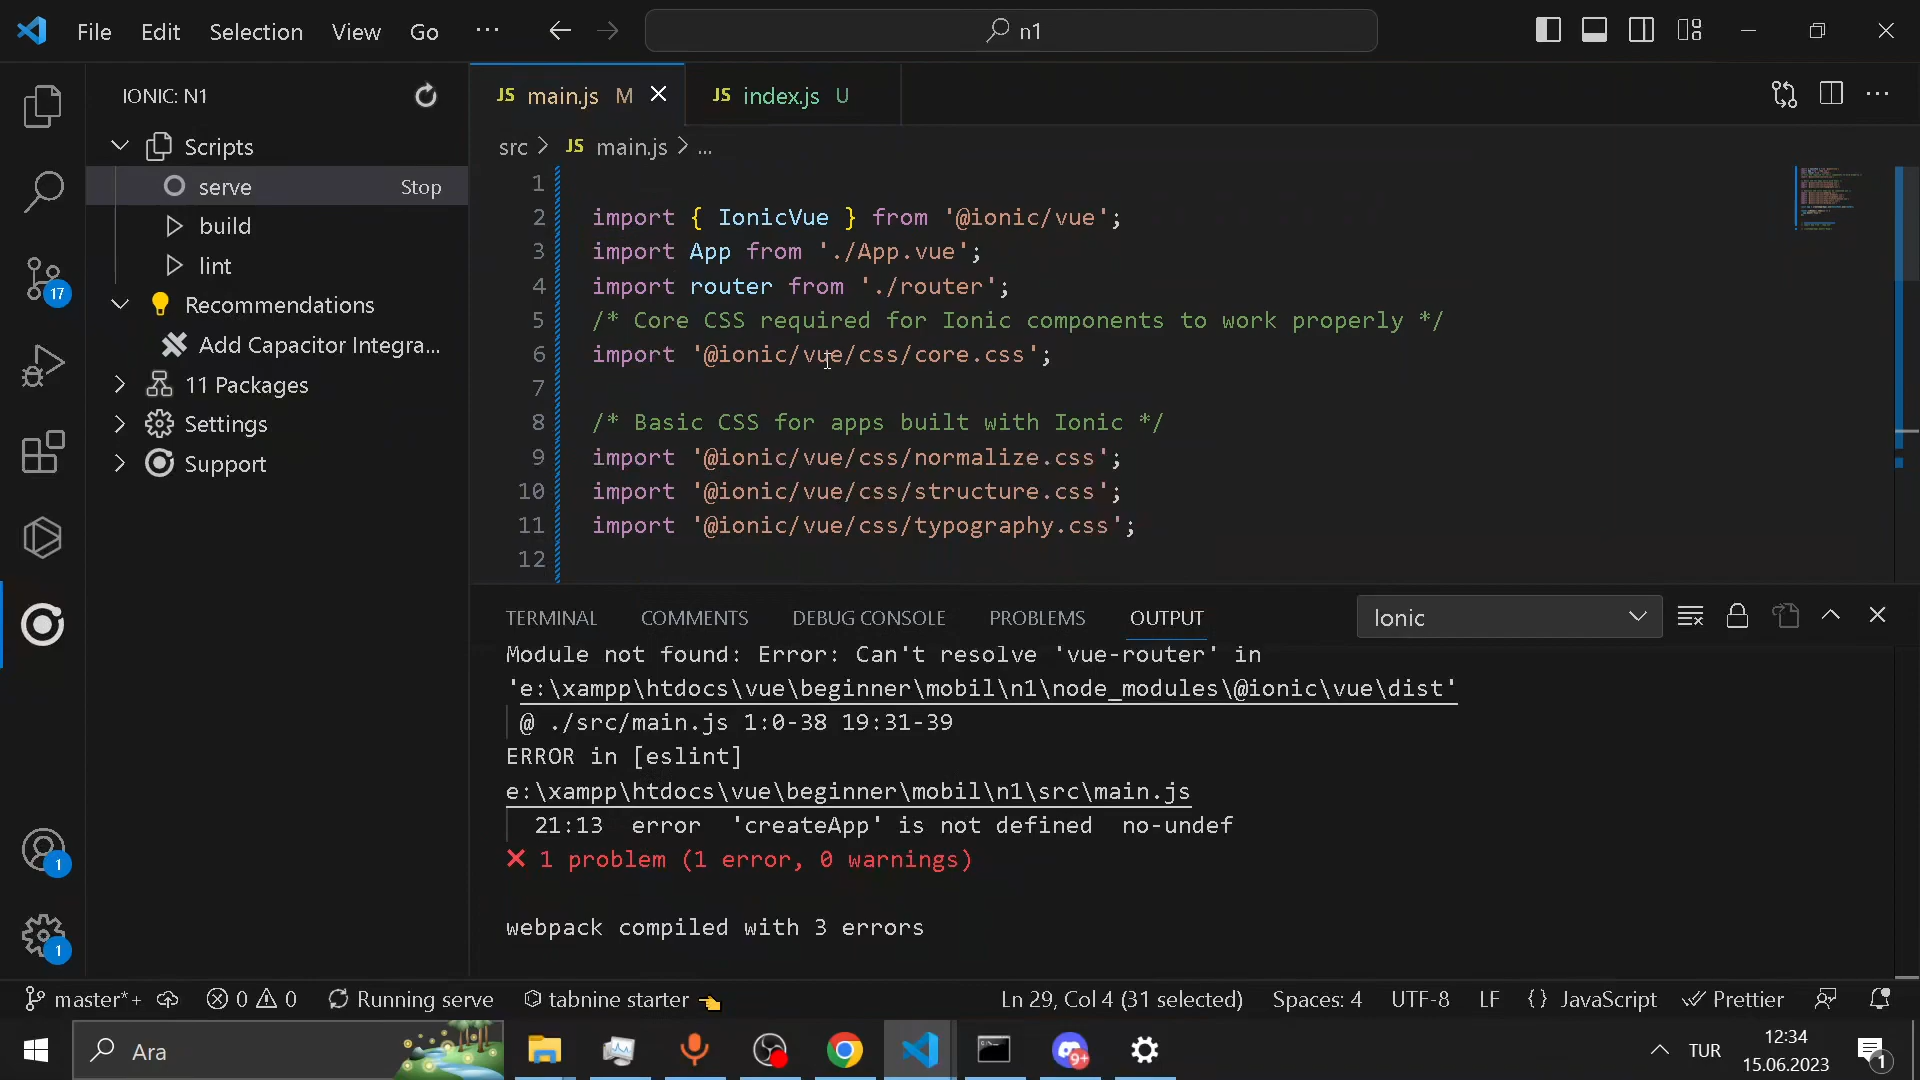 File Edit Selection View Go ··· n1
IONIC: N1
Scripts
serve Stop
build
lint
Recommendations
Add Capacitor Integra...
11 Packages
Settings
Support
17
1
1
JS main.js M
JS index.js U
src > JS main.js > ...
1
2 import { IonicVue } from '@ionic/vue';
3 import App from './App.vue';
4 import router from './router';
5 /* Core CSS required for Ionic components to work properly */
6 import '@ionic/vue/css/core.css';
7
8 /* Basic CSS for apps built with Ionic */
9 import '@ionic/vue/css/normalize.css';
10 import '@ionic/vue/css/structure.css';
11 import '@ionic/vue/css/typography.css';
12
TERMINAL COMMENTS DEBUG CONSOLE PROBLEMS OUTPUT Ionic
Module not found: Error: Can't resolve 'vue-router' in
'e:\xampp\htdocs\vue\beginner\mobil\n1\node_modules\@ionic\vue\dist'
@ ./src/main.js 1:0-38 19:31-39
ERROR in [eslint]
e:\xampp\htdocs\vue\beginner\mobil\n1\src\main.js
21:13 error 'createApp' is not defined no-undef
✕ 1 problem (1 error, 0 warnings)
webpack compiled with 3 errors
master*+ 0 0 Running serve tabnine starter Ln 29, Col 4 (31 selected) Spaces: 4 UTF-8 LF {} JavaScript Prettier
Ara 9+ TUR 12:34
15.06.2023
1